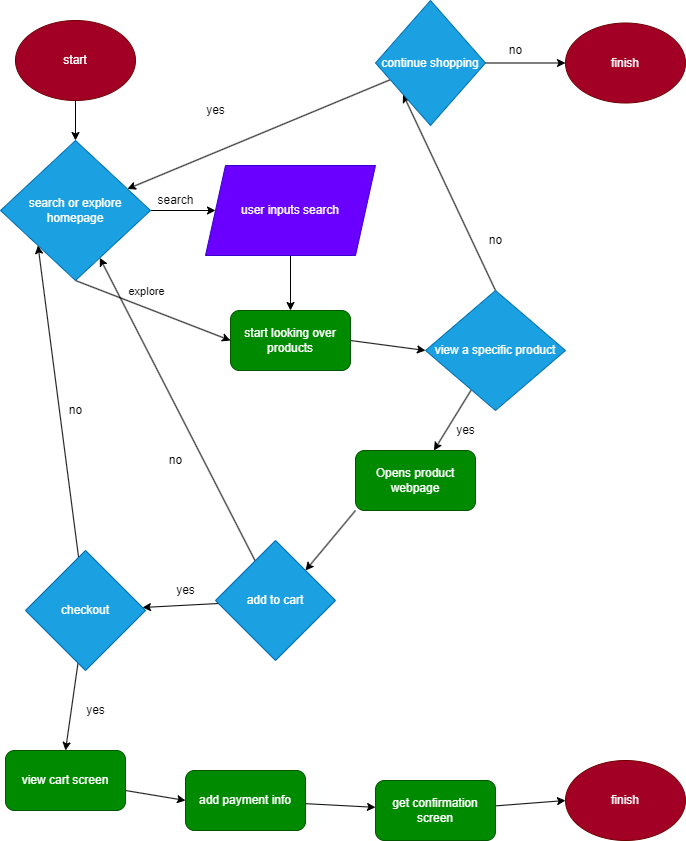 start
continue shopping
no
finish
yes
search or explore
homepage
search
user inputs search
no
explore
start looking over
products
view a specific product
yes
no
Opens product
webpage
no
yes
add to cart
checkout
yes
view cart screen
add payment info
get confirmation
screen
finish